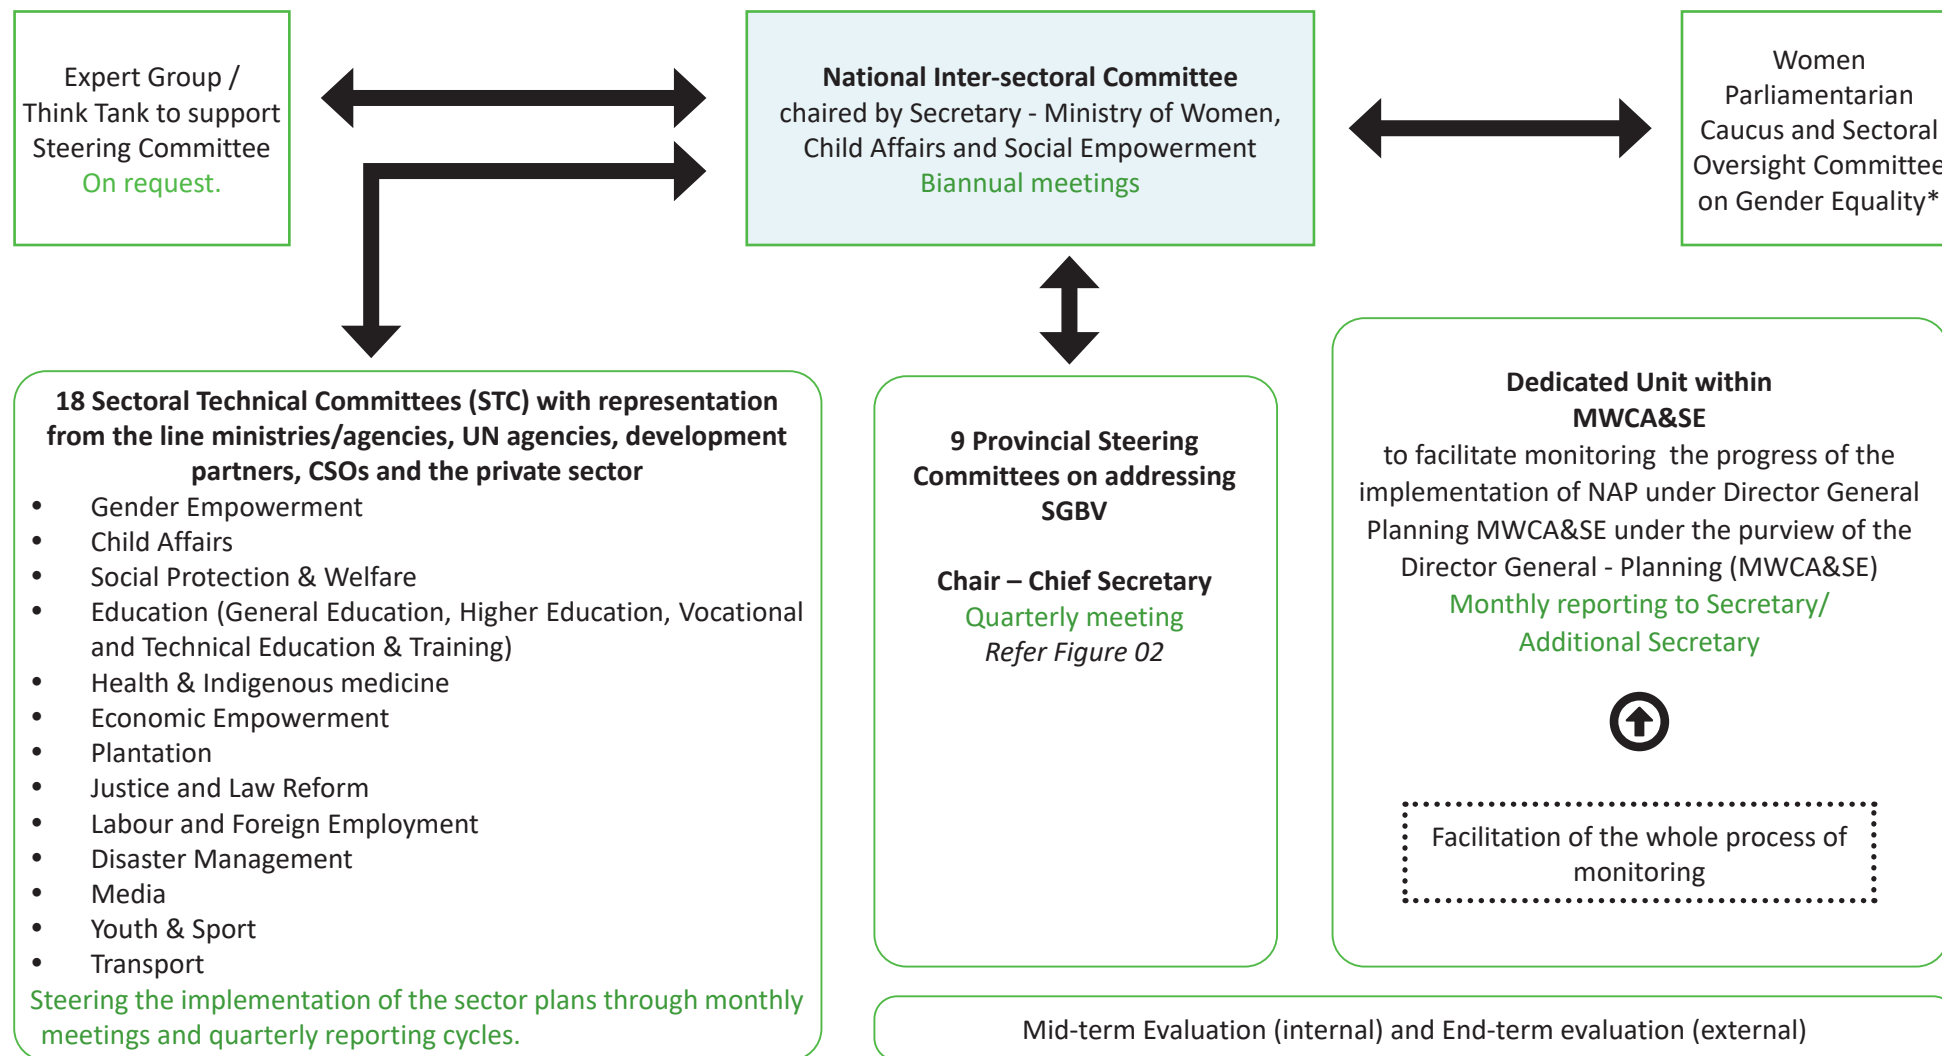 Expert Group /
Think Tank to support
Steering Committee
On request.
National Inter-sectoral Committee
chaired by Secretary - Ministry of Women,
Child Affairs and Social Empowerment
Biannual meetings
Women
Parliamentarian
Caucus and Sectoral
Oversight Committee
on Gender Equality*
18 Sectoral Technical Committees (STC) with representation
from the line ministries/agencies, UN agencies, development
partners, CSOs and the private sector
• Gender Empowerment
• Child Affairs
• Social Protection & Welfare
• Education (General Education, Higher Education, Vocational
and Technical Education & Training)
• Health & Indigenous medicine
• Economic Empowerment
• Plantation
• Justice and Law Reform
• Labour and Foreign Employment
• Disaster Management
• Media
• Youth & Sport
• Transport
Steering the implementation of the sector plans through monthly
meetings and quarterly reporting cycles.
9 Provincial Steering
Committees on addressing
SGBV
Chair – Chief Secretary
Quarterly meeting
Refer Figure 02
Dedicated Unit within
MWCA&SE
to facilitate monitoring the progress of the
implementation of NAP under Director General
Planning MWCA&SE under the purview of the
Director General - Planning (MWCA&SE)
Monthly reporting to Secretary/
Additional Secretary
Facilitation of the whole process of
monitoring
Mid-term Evaluation (internal) and End-term evaluation (external)